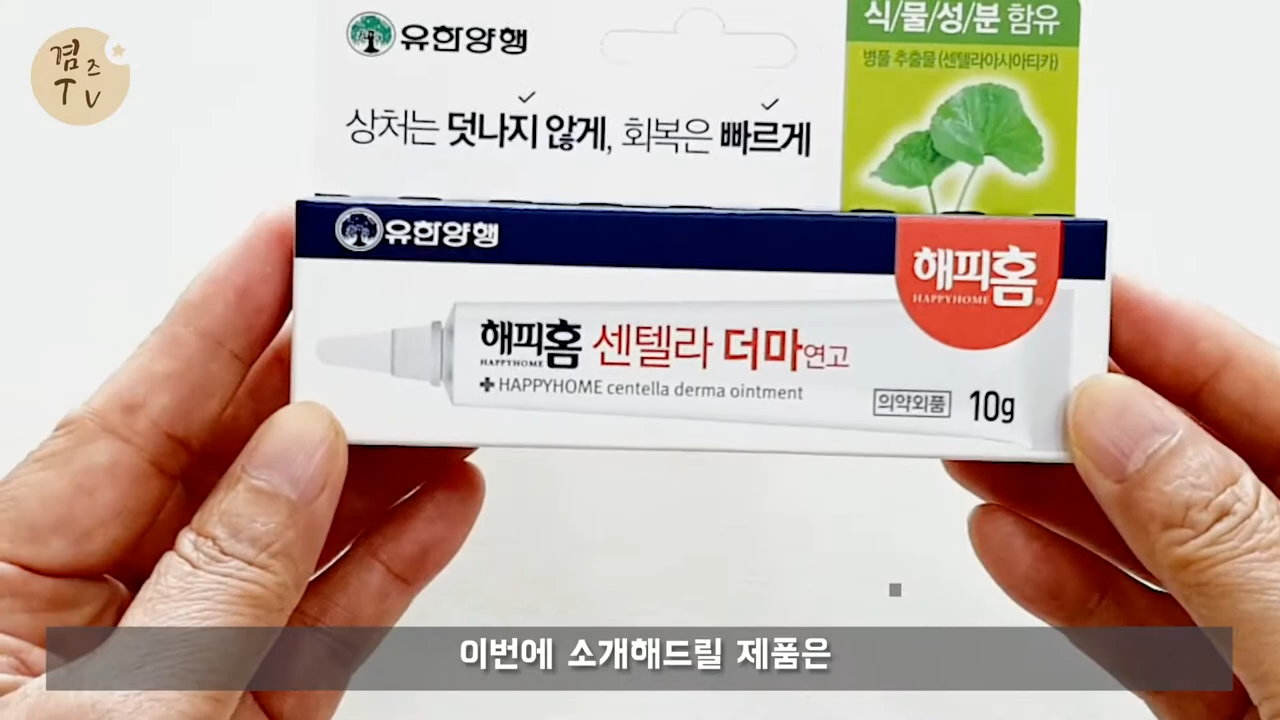 겸즈
TV
유한양행
식/물/성/분 함유
병풀 추출물 (센텔라아시아티카)
상처는 덧나지 않게, 회복은 빠르게
유한양행
해피홈
HAPPYHOME
해피홈 센텔라 더마연고
HAPPYHOME
HAPPYHOME centella derma ointment
의약외품 10g
이번에 소개해드릴 제품은